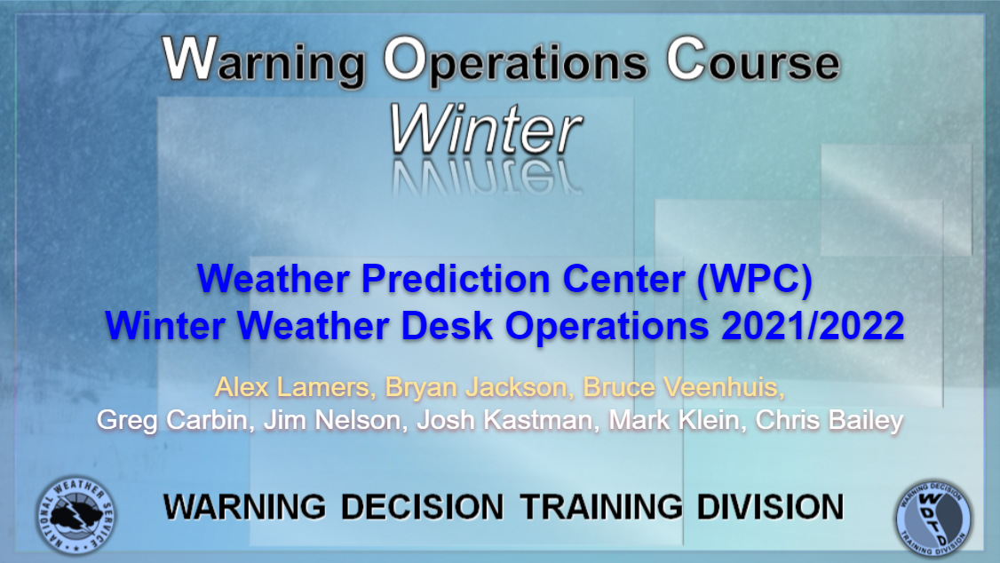 Warning Operations Course
Winter
Weather Prediction Center (WPC)
Winter Weather Desk Operations 2021/2022
Alex Lamers, Bryan Jackson, Bruce Veenhuis,
Greg Carbin, Jim Nelson, Josh Kastman, Mark Klein, Chris Bailey
NATIONAL WEATHER SERVICE
WARNING DECISION TRAINING DIVISION
WARNING DECISION
WDTD
TRAINING DIVISION